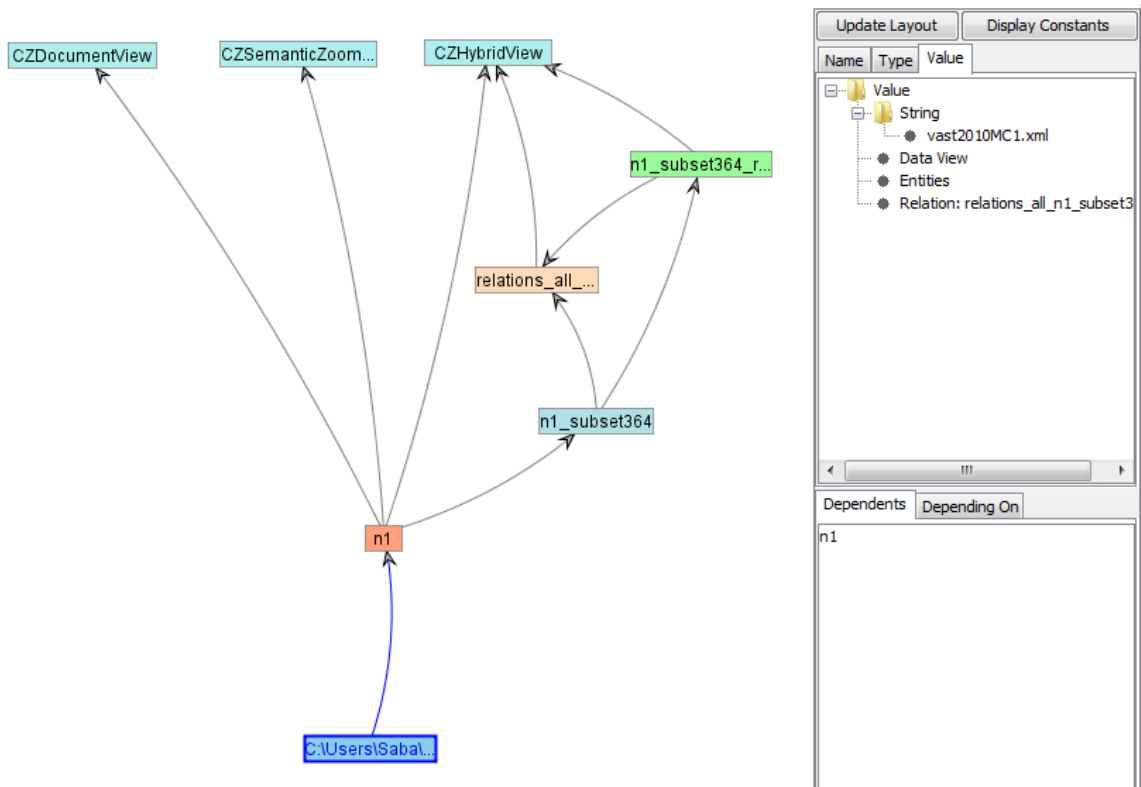 CZDocumentView
CZSemanticZoom...
CZHybridView
n1_subset364_r...
relations_all_...
n1_subset364
n1
C:\Users\Saba\...
Update Layout
Display Constants
Name
Type
Value
Value
String
vast2010MC1.xml
Data View
Entities
Relation: relations_all_n1_subset3
Dependents
Depending On
n1